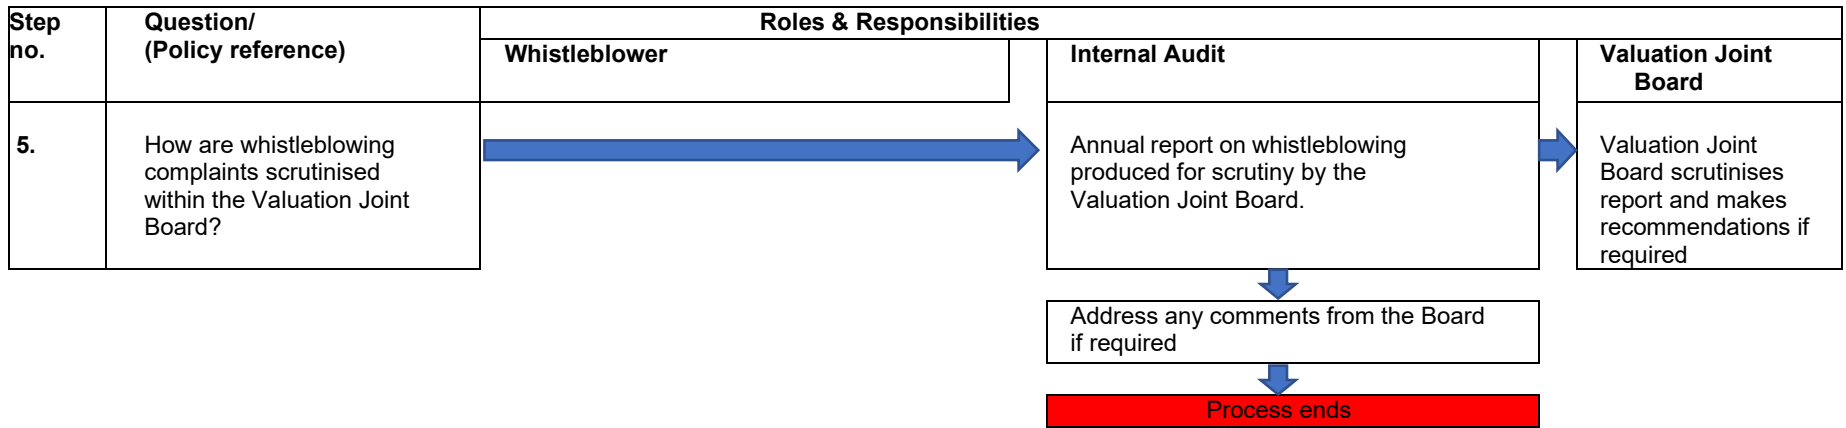 Step
no.
Question/
(Policy reference)
Roles & Responsibilities
Whistleblower
Internal Audit
Valuation Joint
Board
5.
How are whistleblowing
complaints scrutinised
within the Valuation Joint
Board?
Annual report on whistleblowing
produced for scrutiny by the
Valuation Joint Board.
Valuation Joint
Board scrutinises
report and makes
recommendations if
required
Address any comments from the Board
if required
Process ends